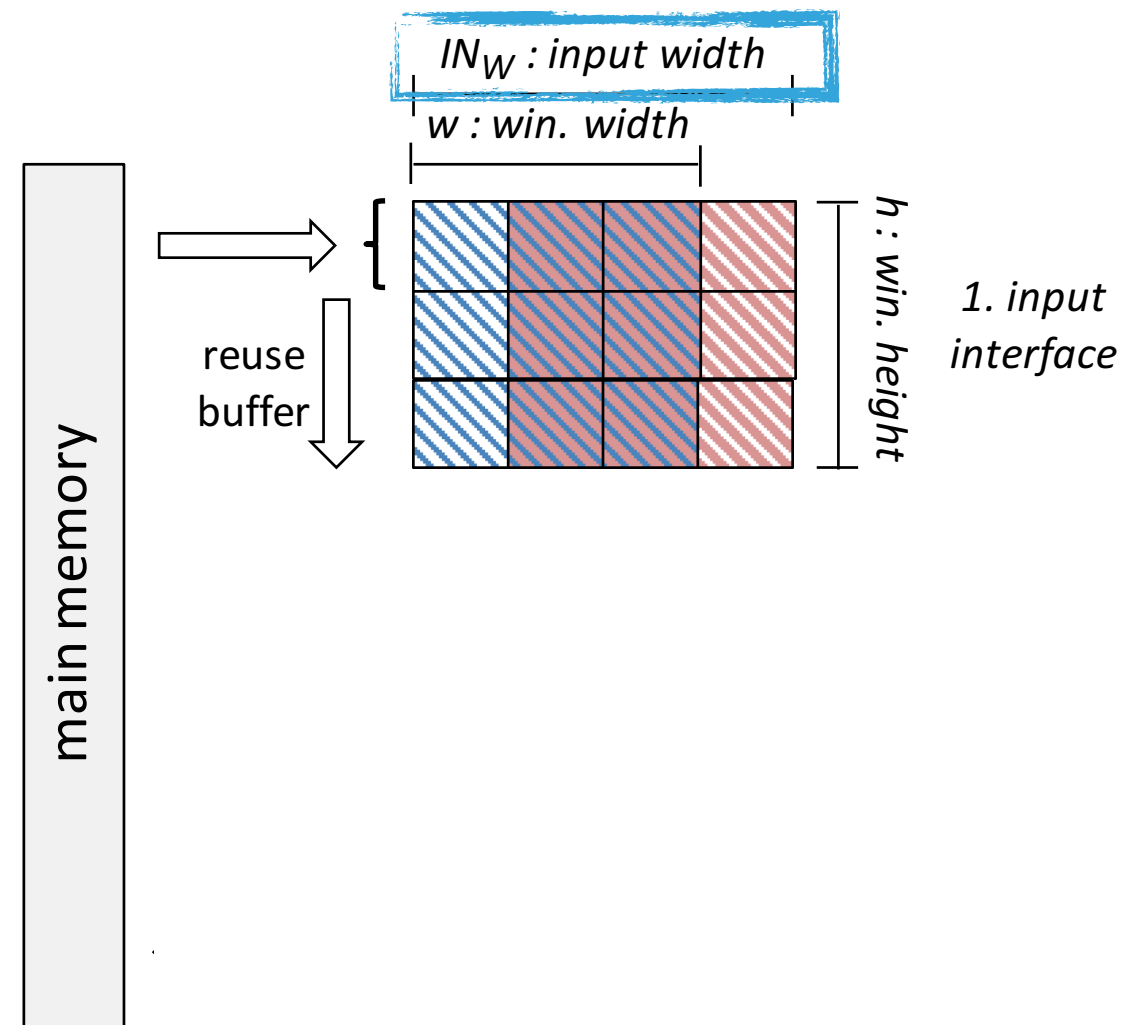 IN_W : input width
w : win. width
h : win. height
1. input
interface
reuse
buffer
main memory